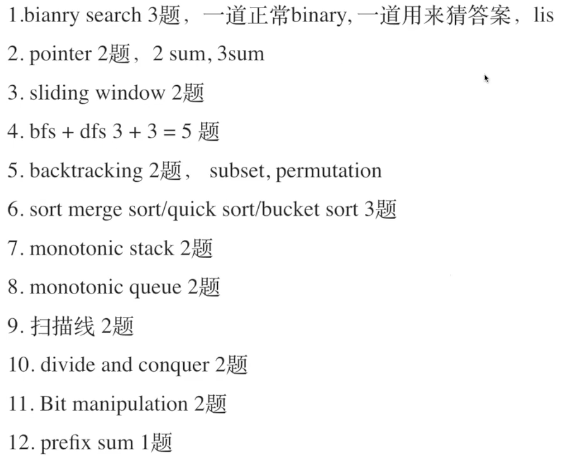 1.bianry search 3题，一道正常binary, 一道用来猜答案，lis
2. pointer 2题，2 sum, 3sum
3. sliding window 2题
4. bfs + dfs 3 + 3 = 5 题
5. backtracking 2题， subset, permutation
6. sort merge sort/quick sort/bucket sort 3题
7. monotonic stack 2题
8. monotonic queue 2题
9. 扫描线 2题
10. divide and conquer 2题
11. Bit manipulation 2题
12. prefix sum 1题